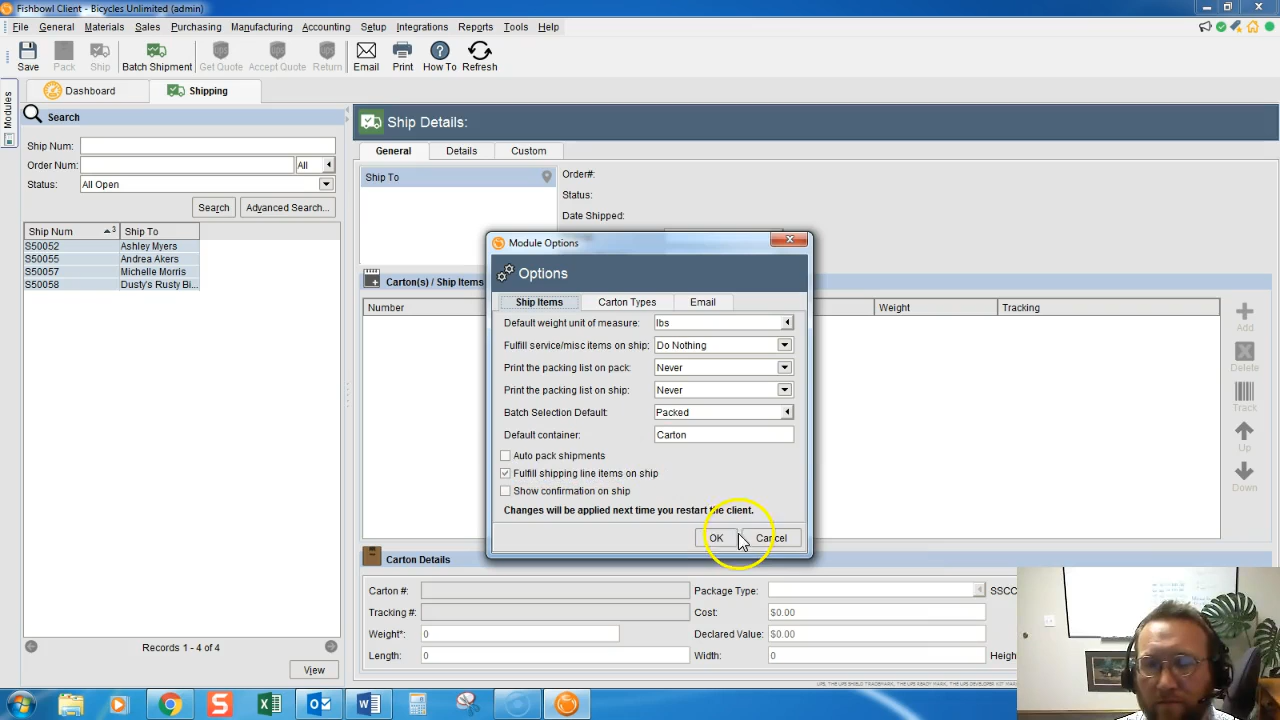 Fishbowl Client - Bicycles Unlimited (admin)
File General Materials Sales Purchasing Manufacturing Accounting Setup Integrations Reports Tools Help
Save Pack Ship Batch Shipment Get Quote Accept Quote Return Email Print How To Refresh
Modules
Dashboard Shipping
Search
Ship Num:
Order Num: All
Status: All Open
Search Advanced Search...
Ship Num 3 Ship To
S50052 Ashley Myers
S50055 Andrea Akers
S50057 Michelle Morris
S50058 Dusty's Rusty Bi...
Records 1 - 4 of 4
View
Ship Details:
General Details Custom
Ship To
Order#:
Status:
Date Shipped:
Carton(s) / Ship Items
Number Weight Tracking
Add
Delete
Track
Up
Down
Module Options
Options
Ship Items Carton Types Email
Default weight unit of measure: lbs
Fulfill service/misc items on ship: Do Nothing
Print the packing list on pack: Never
Print the packing list on ship: Never
Batch Selection Default: Packed
Default container: Carton
Auto pack shipments
Fulfill shipping line items on ship
Show confirmation on ship
Changes will be applied next time you restart the client.
OK Cancel
Carton Details
Carton #: Package Type: SSCC
Tracking #: Cost: $0.00
Weight*: 0 Declared Value: $0.00
Length: 0 Width: 0 Heigh